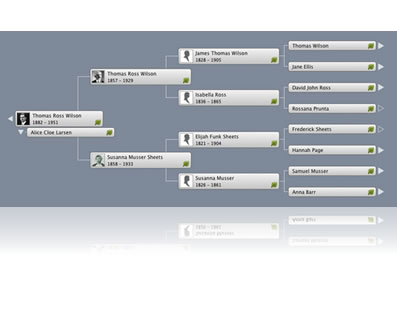 Thomas Ross Wilson
1882 - 1951
Alice Cloe Larsen
Thomas Ross Wilson
1857 - 1929
Susanna Musser Sheets
1858 - 1933
James Thomas Wilson
1828 - 1905
Isabella Ross
1836 - 1865
Elijah Funk Sheets
1821 - 1904
Susanna Musser
1826 - 1861
Thomas Wilson
Jane Ellis
David John Ross
Rossana Prunta
Frederick Sheets
Hannah Page
Samuel Musser
Anna Barr